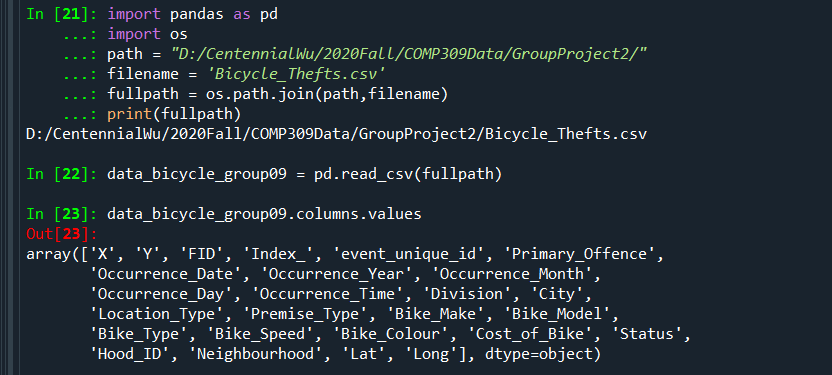 In [21]: import pandas as pd
    ...: import os
    ...: path = "D:/CentennialWu/2020Fall/COMP309Data/GroupProject2/"
    ...: filename = 'Bicycle_Thefts.csv'
    ...: fullpath = os.path.join(path,filename)
    ...: print(fullpath)
D:/CentennialWu/2020Fall/COMP309Data/GroupProject2/Bicycle_Thefts.csv
In [22]: data_bicycle_group09 = pd.read_csv(fullpath)
In [23]: data_bicycle_group09.columns.values
Out[23]:
array(['X', 'Y', 'FID', 'Index_', 'event_unique_id', 'Primary_Offence',
       'Occurrence_Date', 'Occurrence_Year', 'Occurrence_Month',
       'Occurrence_Day', 'Occurrence_Time', 'Division', 'City',
       'Location_Type', 'Premise_Type', 'Bike_Make', 'Bike_Model',
       'Bike_Type', 'Bike_Speed', 'Bike_Colour', 'Cost_of_Bike', 'Status',
       'Hood_ID', 'Neighbourhood', 'Lat', 'Long'], dtype=object)